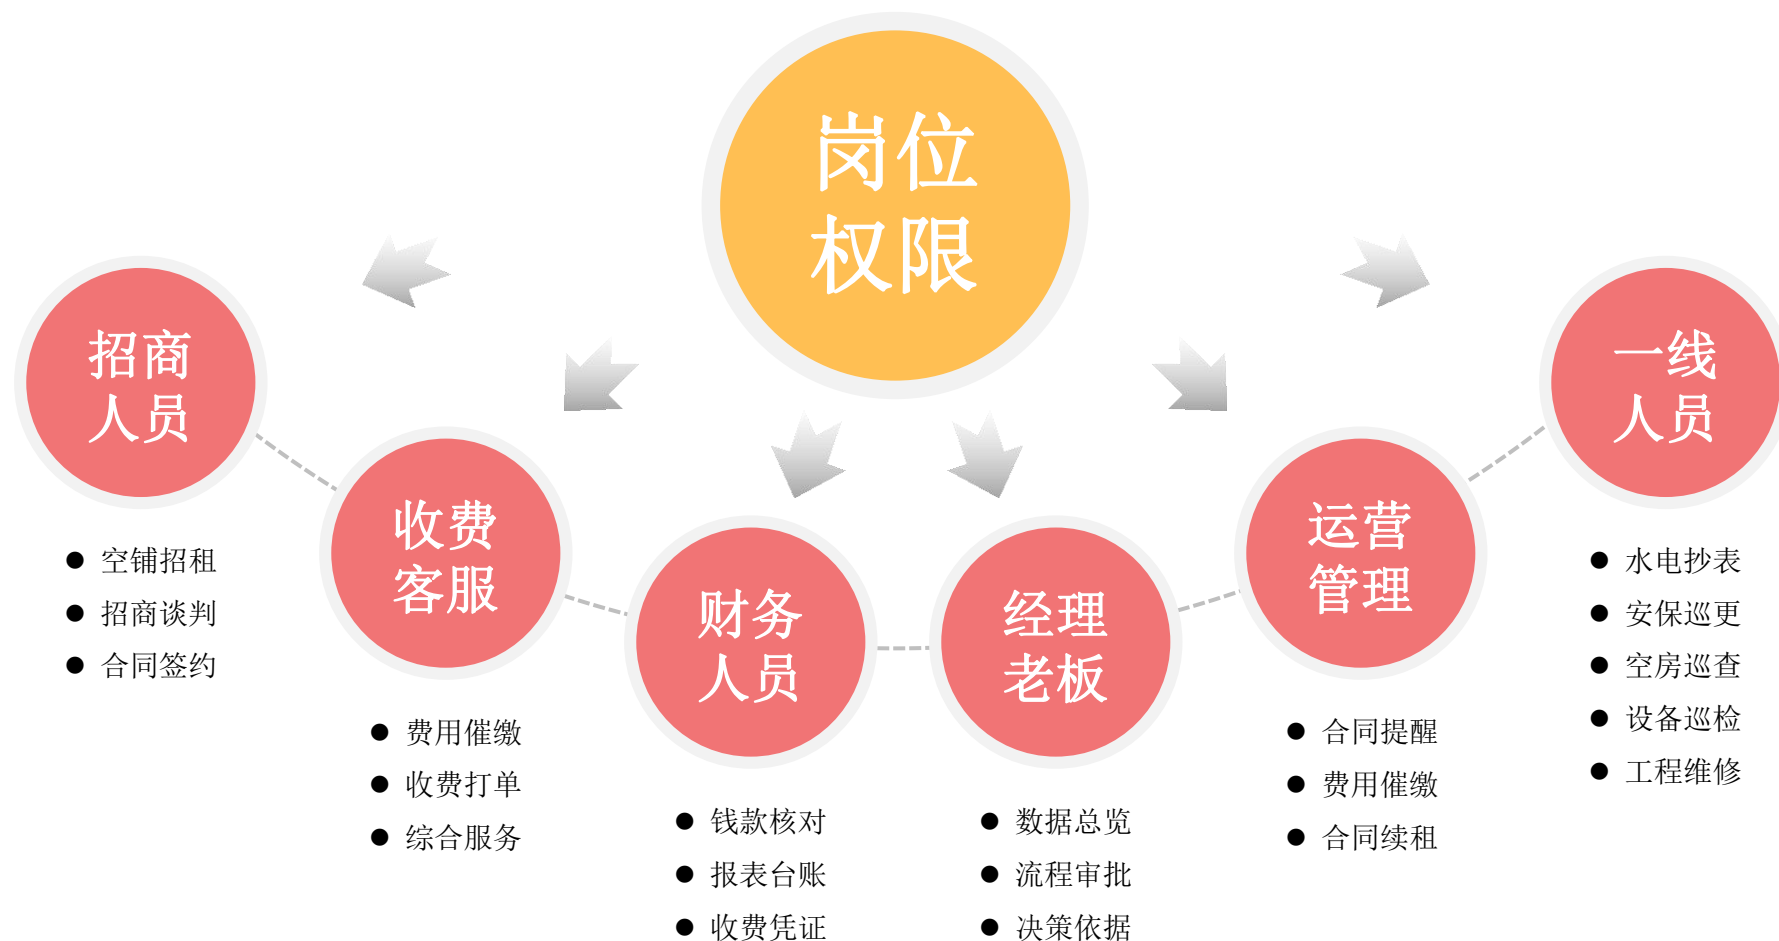 岗位
权限
招商
人员
空铺招租
招商谈判
合同签约
收费
客服
费用催缴
收费打单
综合服务
财务
人员
钱款核对
报表台账
收费凭证
经理
老板
数据总览
流程审批
决策依据
运营
管理
合同提醒
费用催缴
合同续租
一线
人员
水电抄表
安保巡更
空房巡查
设备巡检
工程维修